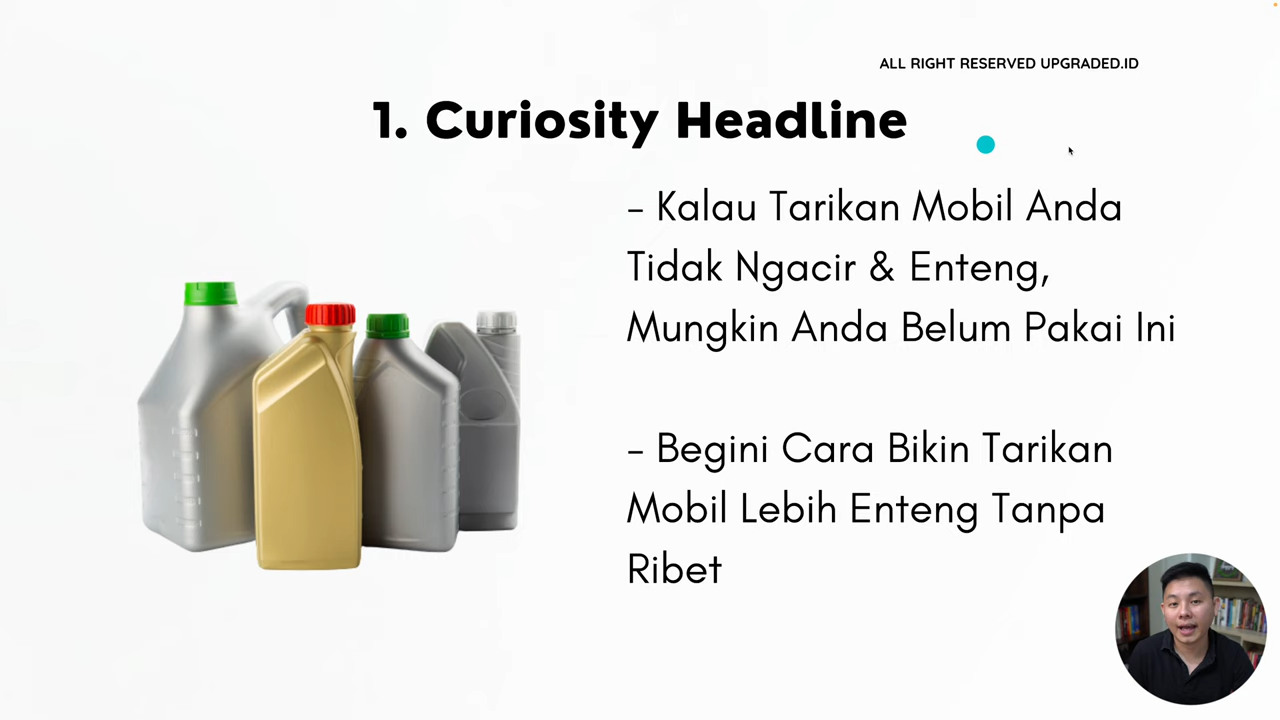 ALL RIGHT RESERVED UPGRADED.ID
1. Curiosity Headline
- Kalau Tarikan Mobil Anda
Tidak Ngacir & Enteng,
Mungkin Anda Belum Pakai Ini
- Begini Cara Bikin Tarikan
Mobil Lebih Enteng Tanpa
Ribet